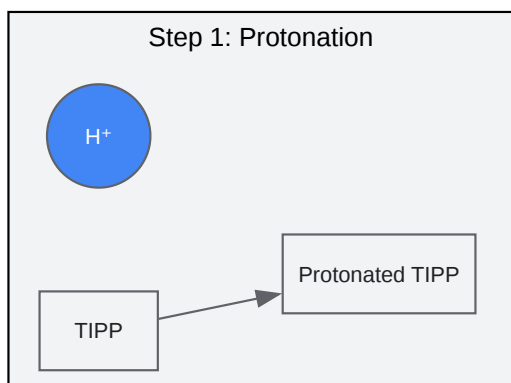 Step 1: Protonation
H⁺
Protonated TIPP
TIPP